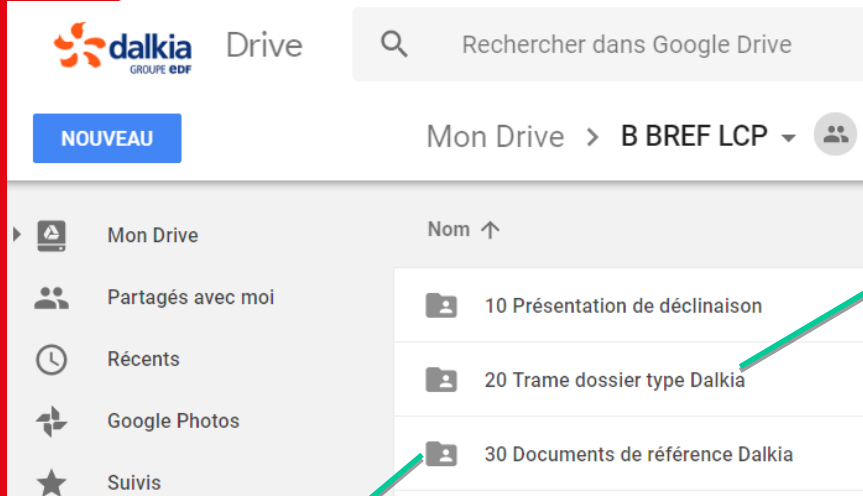 dalkia
GROUPE EDF
Drive
Rechercher dans Google Drive
NOUVEAU
Mon Drive > B BREF LCP
Mon Drive
Partagés avec moi
Récents
Google Photos
Suivis
Nom
10 Présentation de déclinaison
20 Trame dossier type Dalkia
30 Documents de référence Dalkia